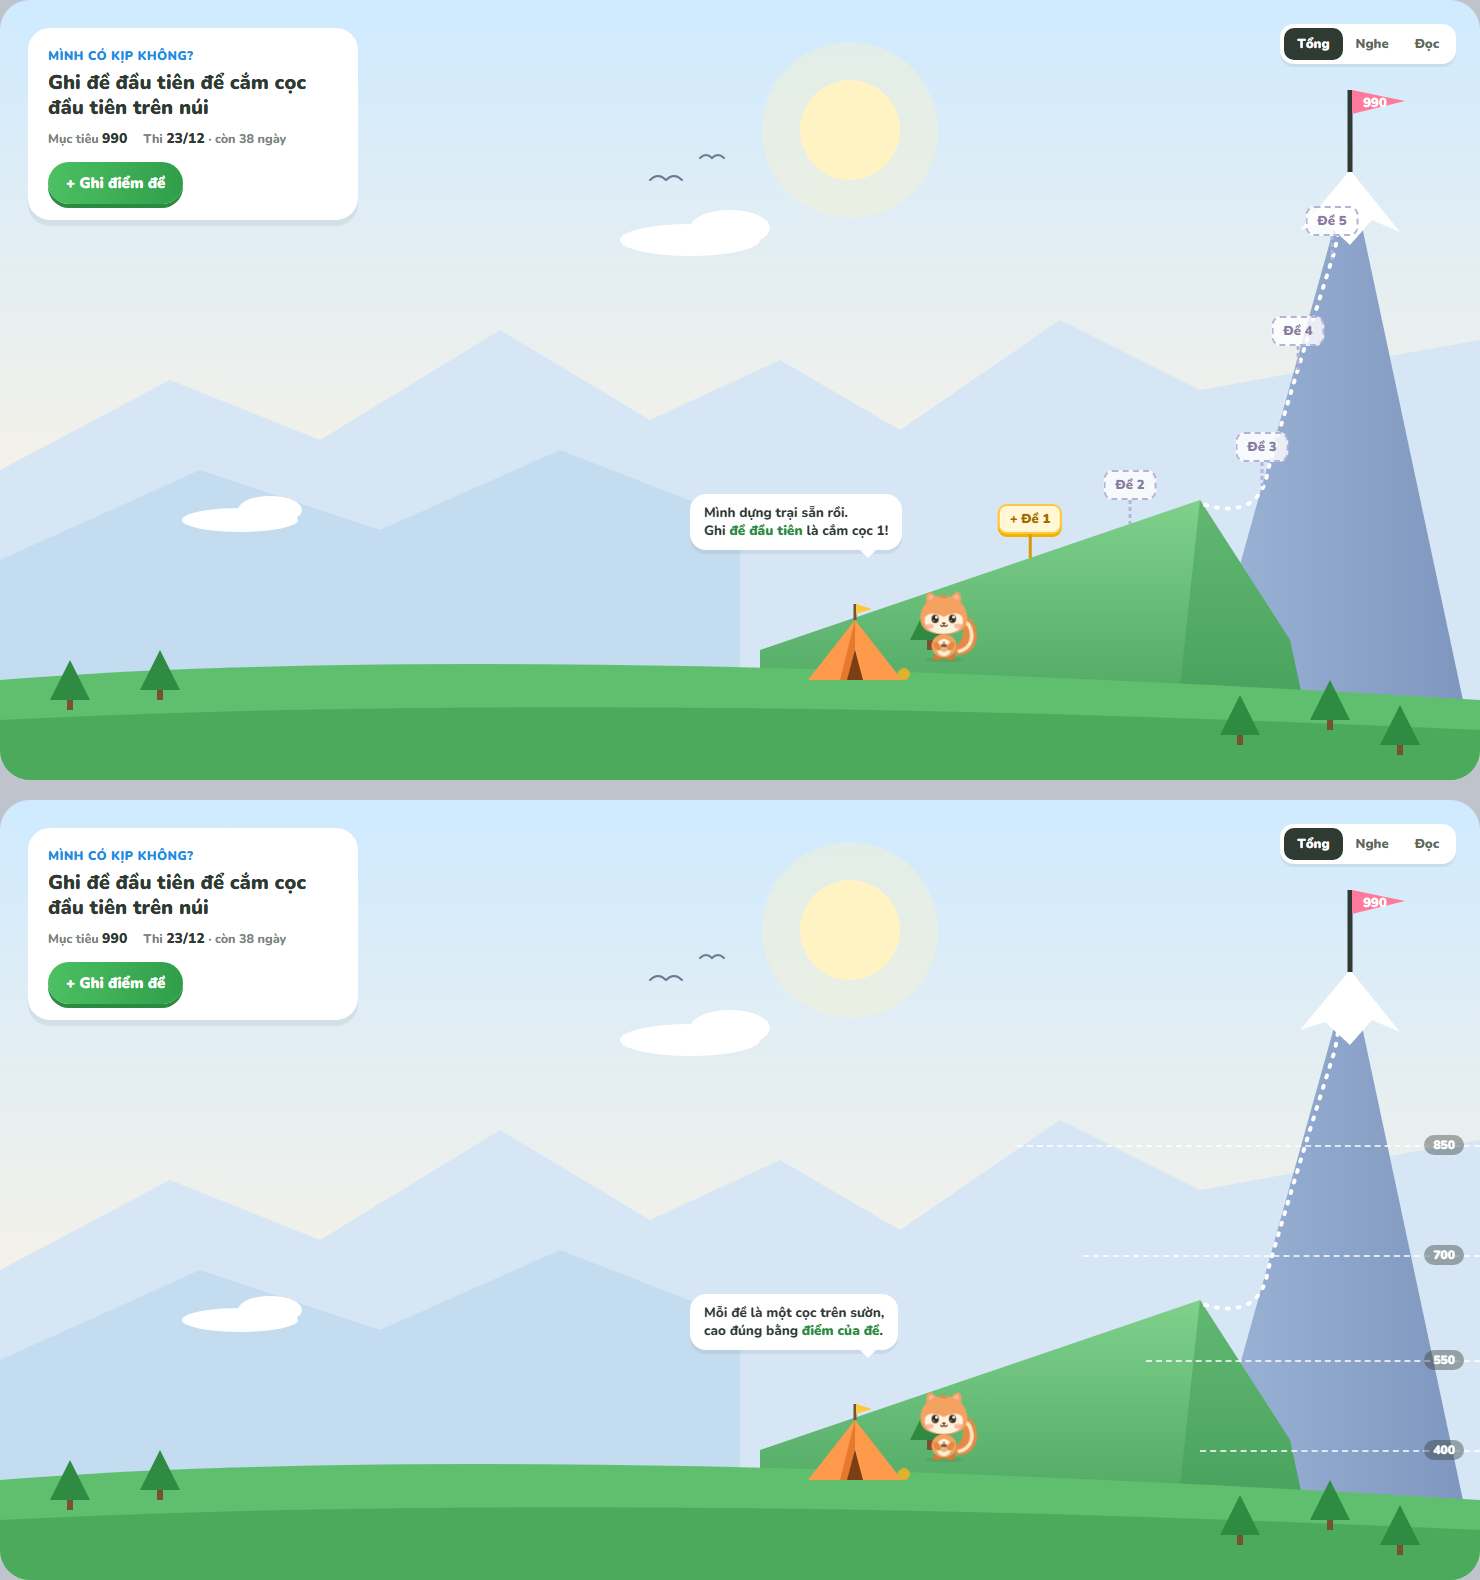 MÌNH CÓ KỊP KHÔNG?
Ghi đề đầu tiên để cắm cọc
đầu tiên trên núi
Mục tiêu 990 Thi 23/12 · còn 38 ngày
+ Ghi điểm đề
Tổng Nghe Đọc
990
Đề 5
Đề 4
Đề 3
Đề 2
+ Đề 1
Mình dựng trại sẵn rồi.
Ghi đề đầu tiên là cắm cọc 1!
MÌNH CÓ KỊP KHÔNG?
Ghi đề đầu tiên để cắm cọc
đầu tiên trên núi
Mục tiêu 990 Thi 23/12 · còn 38 ngày
+ Ghi điểm đề
Tổng Nghe Đọc
990
850
700
550
400
Mỗi đề là một cọc trên sườn,
cao đúng bằng điểm của đề.